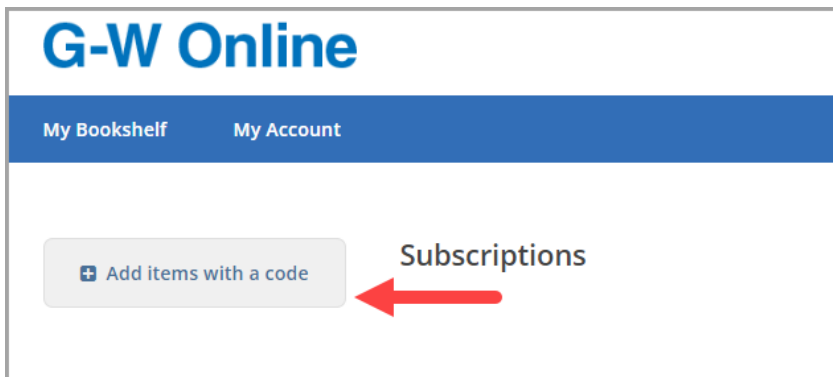 G-W Online
My Bookshelf My Account
Add items with a code
Subscriptions